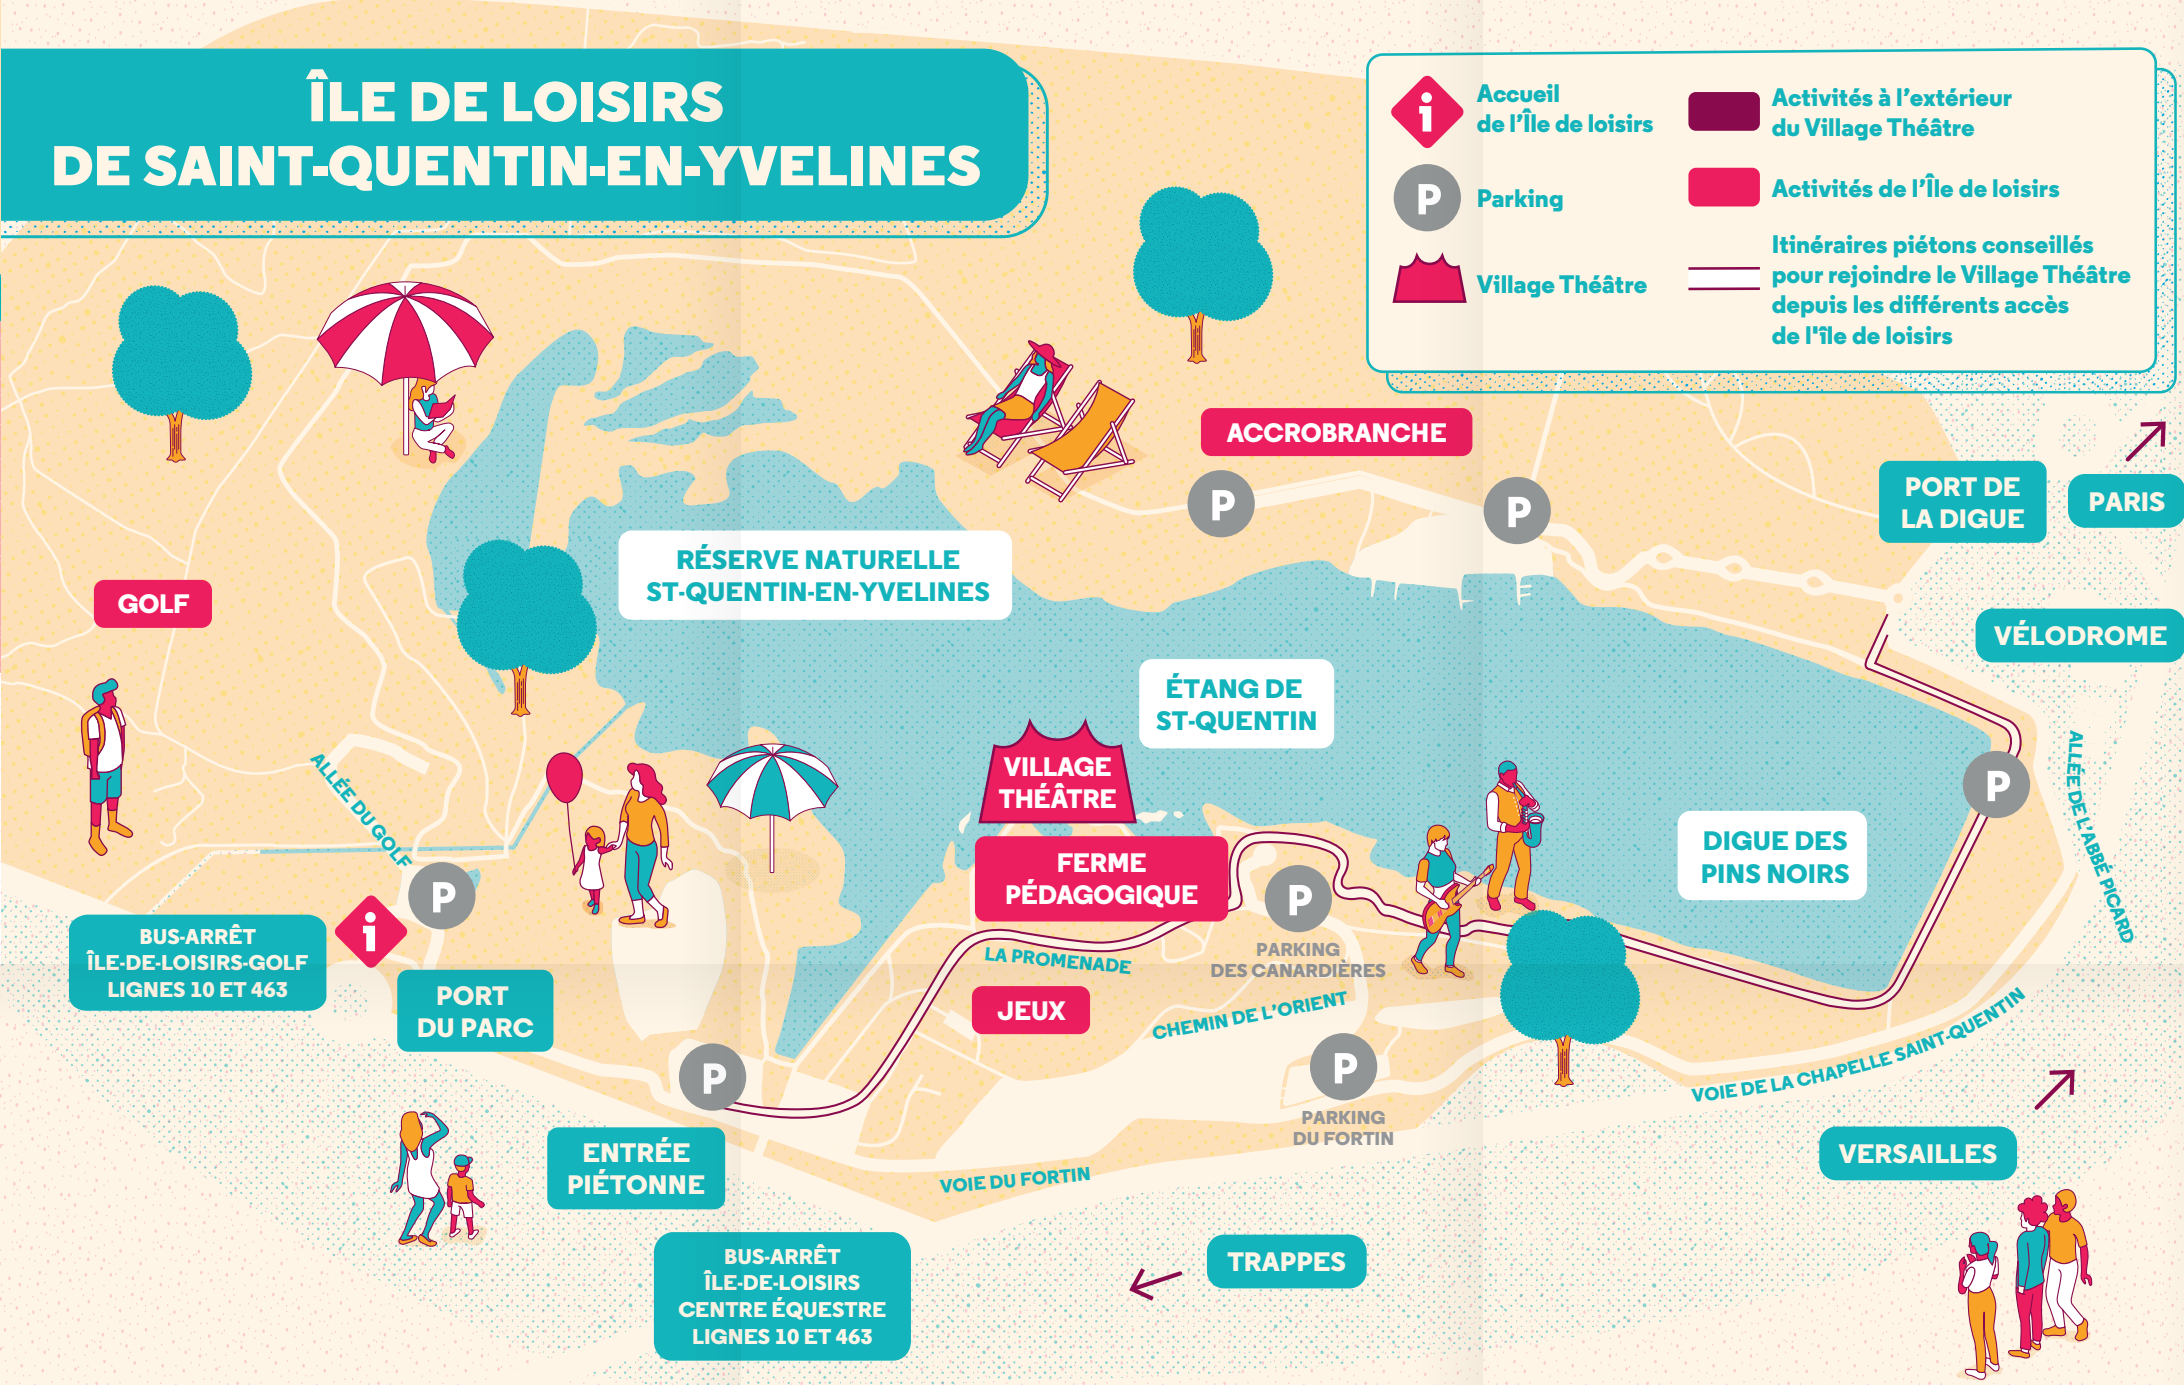 ÎLE DE LOISIRS
DE SAINT-QUENTIN-EN-YVELINES
i
Accueil
de l'Île de loisirs
P
Parking
Village Théâtre
Activités à l'extérieur
du Village Théâtre
Activités de l'Île de loisirs
Itinéraires piétons conseillés
pour rejoindre le Village Théâtre
depuis les différents accès
de l'île de loisirs
ACCROBRANCHE
P
P
PORT DE
LA DIGUE
PARIS
RÉSERVE NATURELLE
ST-QUENTIN-EN-YVELINES
GOLF
VÉLODROME
ÉTANG DE
ST-QUENTIN
VILLAGE
THÉÂTRE
P
ALLÉE DU GOLF
ALLÉE DE L'ABBÉ PICARD
DIGUE DES
PINS NOIRS
FERME
PÉDAGOGIQUE
P
P
i
BUS-ARRÊT
ÎLE-DE-LOISIRS-GOLF
LIGNES 10 ET 463
LA PROMENADE
PARKING
DES CANARDIÈRES
PORT
DU PARC
JEUX
CHEMIN DE L'ORIENT
VOIE DE LA CHAPELLE SAINT-QUENTIN
P
P
PARKING
DU FORTIN
ENTRÉE
PIÉTONNE
VERSAILLES
VOIE DU FORTIN
BUS-ARRÊT
ÎLE-DE-LOISIRS
CENTRE ÉQUESTRE
LIGNES 10 ET 463
TRAPPES